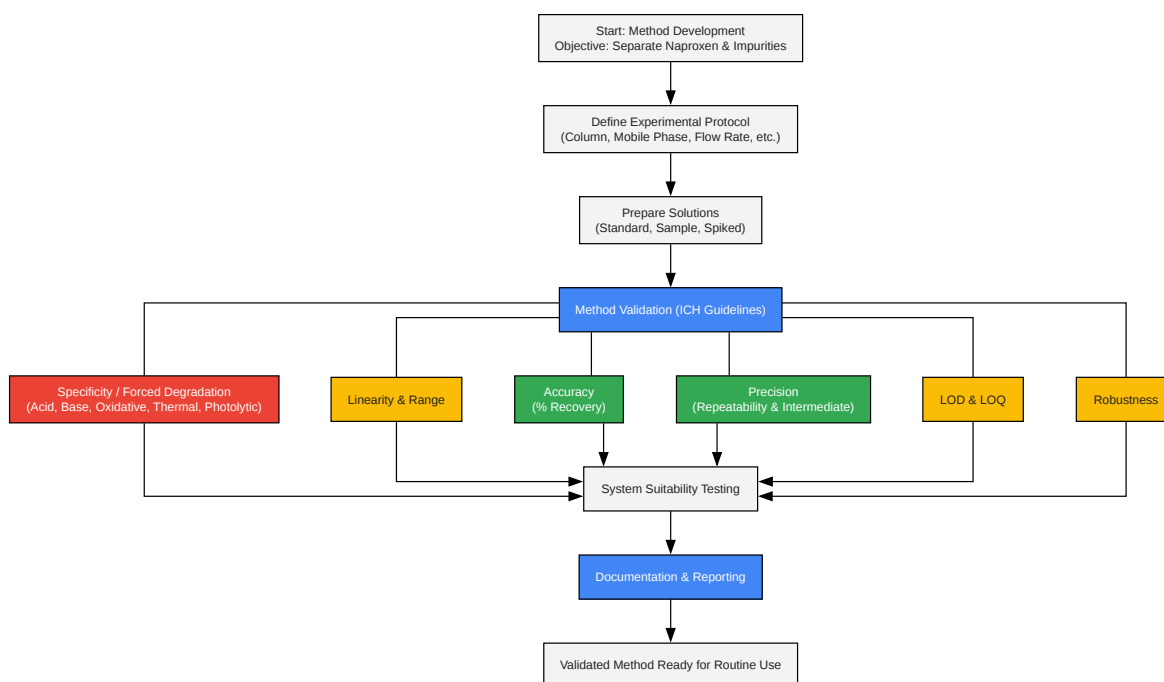 Start: Method Development
Objective: Separate Naproxen & Impurities
Define Experimental Protocol
(Column, Mobile Phase, Flow Rate, etc.)
Prepare Solutions
(Standard, Sample, Spiked)
Method Validation (ICH Guidelines)
Specificity / Forced Degradation
(Acid, Base, Oxidative, Thermal, Photolytic)
Linearity & Range
Accuracy
(% Recovery)
Precision
(Repeatability & Intermediate)
LOD & LOQ
Robustness
System Suitability Testing
Documentation & Reporting
Validated Method Ready for Routine Use